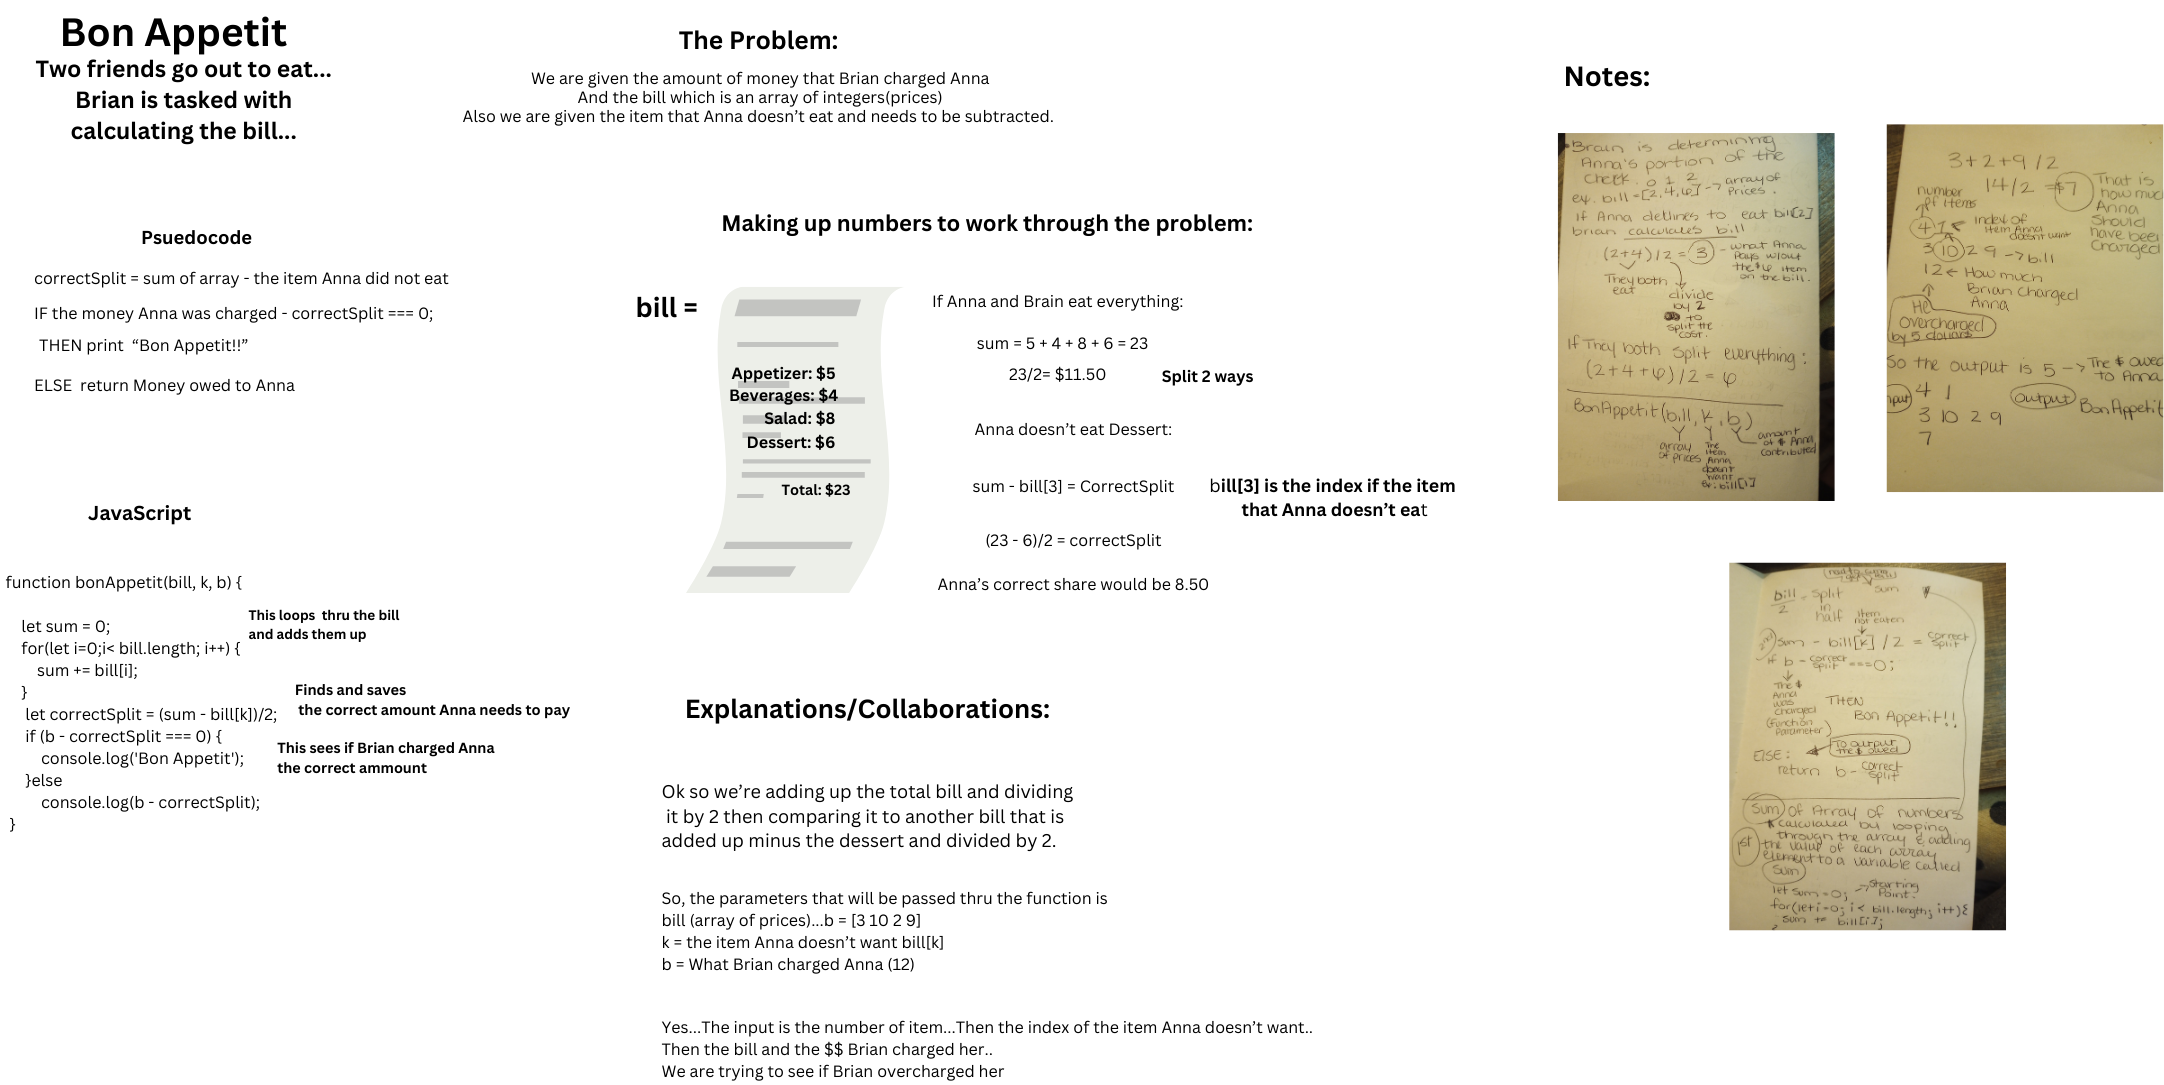 Bon Appetit
Two friends go out to eat...
Brian is tasked with
calculating the bill...
Psuedocode
correctSplit = sum of array - the item Anna did not eat
IF the money Anna was charged - correctSplit === 0;
THEN print “Bon Appetit!!”
ELSE return Money owed to Anna
JavaScript
function bonAppetit(bill, k, b) {
let sum = 0;
for(let i=0;i< bill.length; i++) {
sum += bill[i];
}
let correctSplit = (sum - bill[k])/2;
if (b - correctSplit === 0) {
console.log('Bon Appetit');
}else
console.log(b - correctSplit);
}
This loops thru the bill
and adds them up
Finds and saves
the correct amount Anna needs to pay
This sees if Brian charged Anna
the correct ammount
The Problem:
We are given the amount of money that Brian charged Anna
And the bill which is an array of integers(prices)
Also we are given the item that Anna doesn’t eat and needs to be subtracted.
Making up numbers to work through the problem:
bill =
Appetizer: $5
Beverages: $4
Salad: $8
Dessert: $6
Total: $23
If Anna and Brain eat everything:
sum = 5 + 4 + 8 + 6 = 23
23/2= $11.50
Split 2 ways
Anna doesn’t eat Dessert:
sum - bill[3] = CorrectSplit
bill[3] is the index if the item
that Anna doesn’t eat
(23 - 6)/2 = correctSplit
Anna’s correct share would be 8.50
Explanations/Collaborations:
Ok so we’re adding up the total bill and dividing
it by 2 then comparing it to another bill that is
added up minus the dessert and divided by 2.
So, the parameters that will be passed thru the function is
bill (array of prices)...b = [3 10 2 9]
k = the item Anna doesn’t want bill[k]
b = What Brian charged Anna (12)
Yes...The input is the number of item...Then the index of the item Anna doesn’t want..
Then the bill and the $$ Brian charged her..
We are trying to see if Brian overcharged her
Notes:
Brain is determining
Anna's portion of the
check. 0 1 2
ex. bill = [2,4,6] → array of
prices.
if Anna declines to eat bill[2]
brian calculates bill
(2+4)/2 = 3 - what Anna
pays w/out
the $6 item
on the bill.
They both
eat
divide
by 2
to
split the
cost.
If They both split everything:
(2+4+6)/2 = 6
BonAppetit(bill, k, b)
array
of prices
The
item
Anna
doesn't
want
ex: bill[i]
amount
of $ Anna
contributed
3+2+9 /2
14/2 = $7
That is
how much
Anna
Should
have been
Charged
number
of items
4 1 ← index of
item Anna
doesnt want
3 10 2 9 → bill
12 ← How much
Brian Charged
Anna
He
overcharged
by 5 dollars
So the output is 5 → The $ owed
to Anna
4 1
3 10 2 9
7
output
Bon Appetit
bill
2
= split
in
half
sum
item
not eaten
2nd
sum - bill[k] /2 = correct
split
if b - correct
split === 0;
The $
Anna
was
charged
(Function
Parameter)
THEN
Bon Appetit!!
ELSE:
To output
the $ owed
return b - correct
split
1st
Sum of Array of numbers
calculated by looping
through the array & adding
the value of each array
element to a variable called
sum
let sum = 0; → Starting
Point.
for(let i=0; i < bill.length; i++){
sum += bill[i];